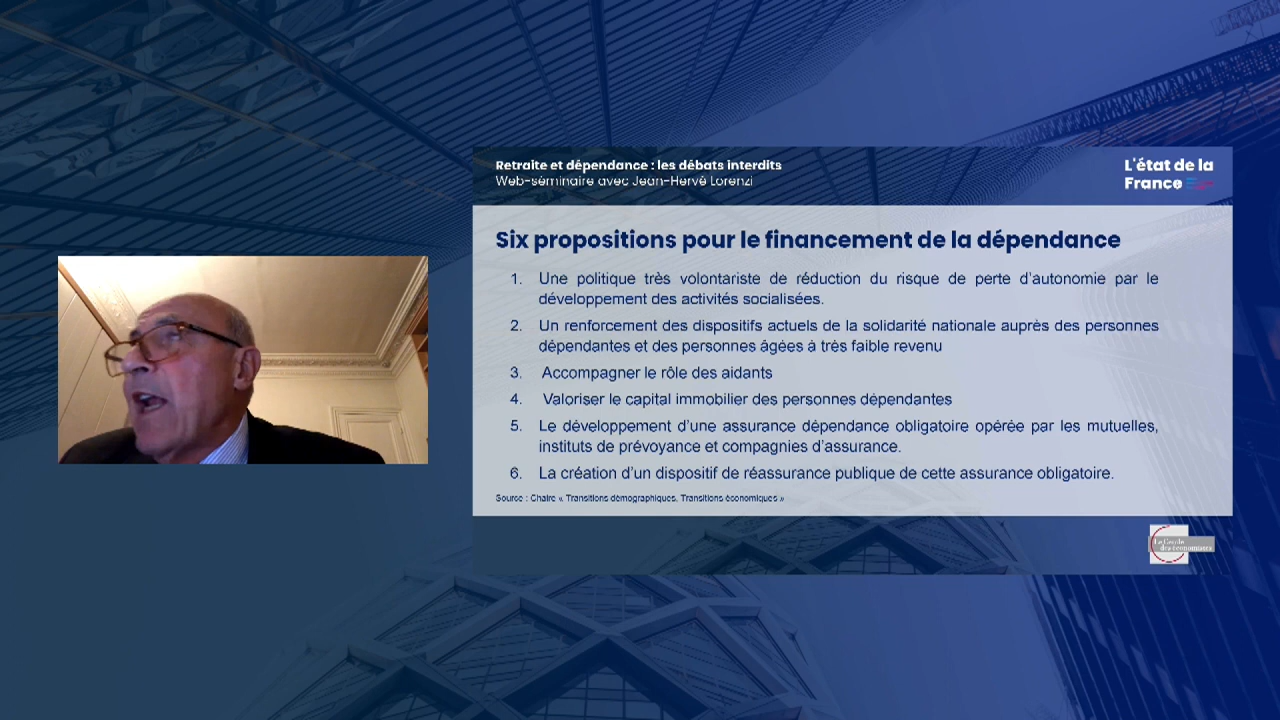 Retraite et dépendance : les débats interdits
Web-séminaire avec Jean-Hervé Lorenzi
L'état de la
France
Six propositions pour le financement de la dépendance
1. Une politique très volontariste de réduction du risque de perte d'autonomie par le
développement des activités socialisées.
2. Un renforcement des dispositifs actuels de la solidarité nationale auprès des personnes
dépendantes et des personnes âgées à très faible revenu
3. Accompagner le rôle des aidants
4. Valoriser le capital immobilier des personnes dépendantes
5. Le développement d'une assurance dépendance obligatoire opérée par les mutuelles,
instituts de prévoyance et compagnies d'assurance.
6. La création d'un dispositif de réassurance publique de cette assurance obligatoire.
Source : Chaire « Transitions démographiques, Transitions économiques »
Le Cercle
des économistes